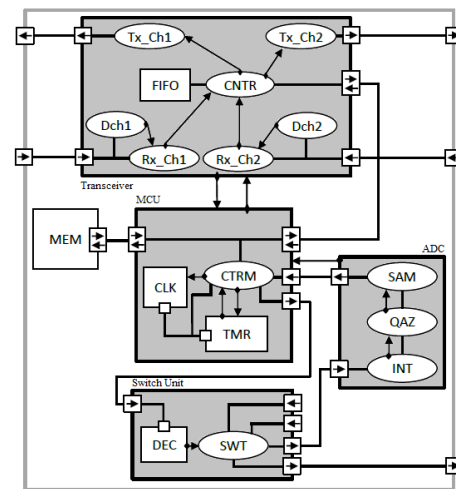 Tx_Ch1
Tx_Ch2
FIFO
CNTR
Dch1
Dch2
Rx_Ch1
Rx_Ch2
Transceiver
MCU
MEM
ADC
CLK
CTRM
SAM
TMR
QAZ
INT
Switch Unit
DEC
SWT